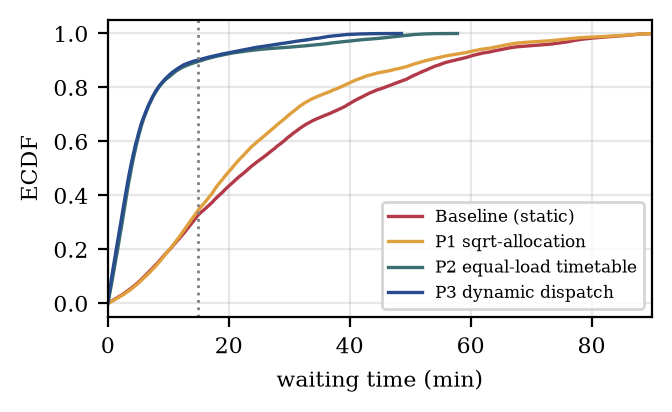 1.0
0.8
0.6
0.4
0.2
0.0
ECDF
Baseline (static)
P1 sqrt-allocation
P2 equal-load timetable
P3 dynamic dispatch
0 20 40 60 80
waiting time (min)